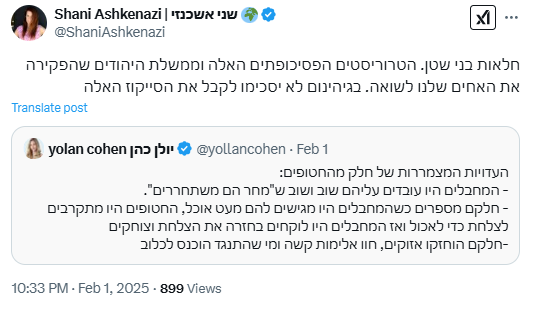 Shani Ashkenazi | שני אשכנזי
@ShaniAshkenazi
חלאות בני שטן. הטרוריסטים הפסיכופתים האלה וממשלת היהודים שהפקירה
את האחים שלנו לשואה. בגיהינום לא יסכימו לקבל את הסייקוז האלה
Translate post
yolan cohen יולן כהן @yollancohen · Feb 1
העדויות המצמררות של חלק מהחטופים:
- המחבלים היו עובדים עליהם שוב ושוב ש"מחר הם משתחררים".
- חלקם מספרים כשהמחבלים היו מגישים להם מעט אוכל, החטופים היו מתקרבים
לצלחת כדי לאכול ואז המחבלים היו לוקחים בחזרה את הצלחת וצוחקים
-חלקם הוחזקו אזוקים, חוו אלימות קשה ומי שהתנגד הוכנס לכלוב
10:33 PM · Feb 1, 2025 · 899 Views